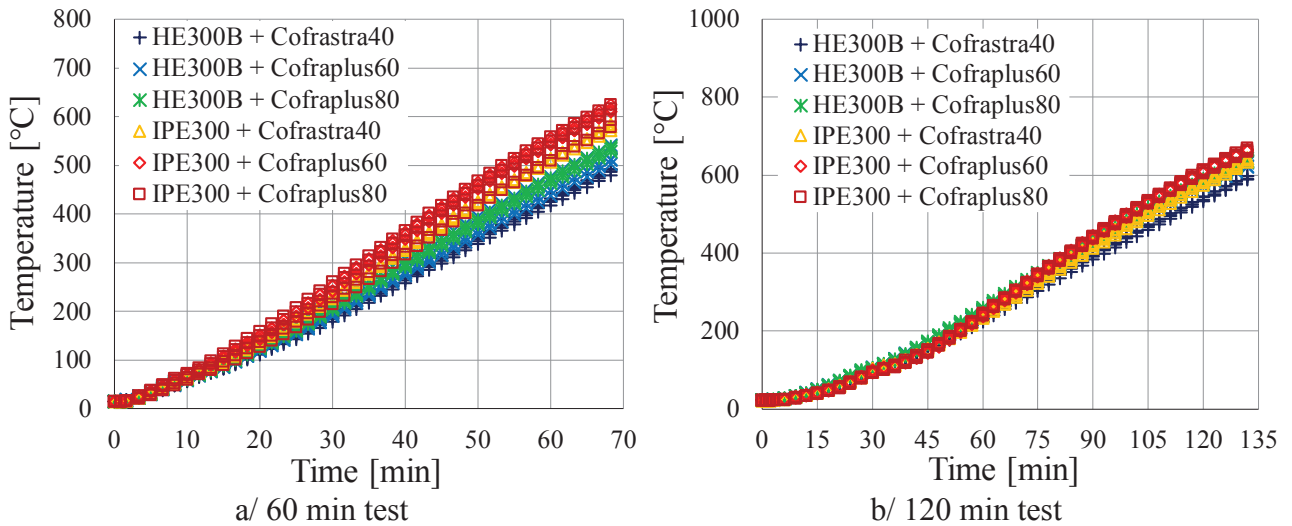 Temperature [°C]
800
700
600
500
400
300
200
100
0
HE300B + Cofrastra40
HE300B + Cofraplus60
HE300B + Cofraplus80
IPE300 + Cofrastra40
IPE300 + Cofraplus60
IPE300 + Cofraplus80
0 10 20 30 40 50 60 70
Time [min]
a/ 60 min test
Temperature [°C]
1000
800
600
400
200
0
HE300B + Cofrastra40
HE300B + Cofraplus60
HE300B + Cofraplus80
IPE300 + Cofrastra40
IPE300 + Cofraplus60
IPE300 + Cofraplus80
0 15 30 45 60 75 90 105 120 135
Time [min]
b/ 120 min test